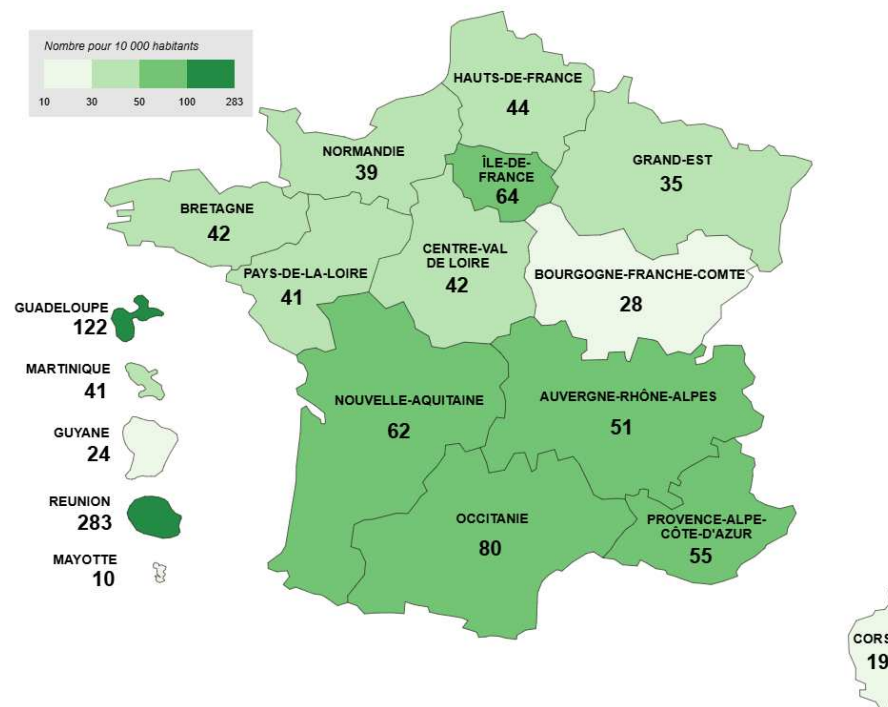 Nombre pour 10 000 habitants
10 30 50 100 283
HAUTS-DE-FRANCE
44
NORMANDIE
39
ÎLE-DE-
FRANCE
64
GRAND-EST
35
BRETAGNE
42
PAYS-DE-LA-LOIRE
41
CENTRE-VAL
DE LOIRE
42
BOURGOGNE-FRANCHE-COMTE
28
GUADELOUPE
122
MARTINIQUE
41
GUYANE
24
REUNION
283
MAYOTTE
10
NOUVELLE-AQUITAINE
62
AUVERGNE-RHÔNE-ALPES
51
OCCITANIE
80
PROVENCE-ALPE-
CÔTE-D'AZUR
55
CORS
19